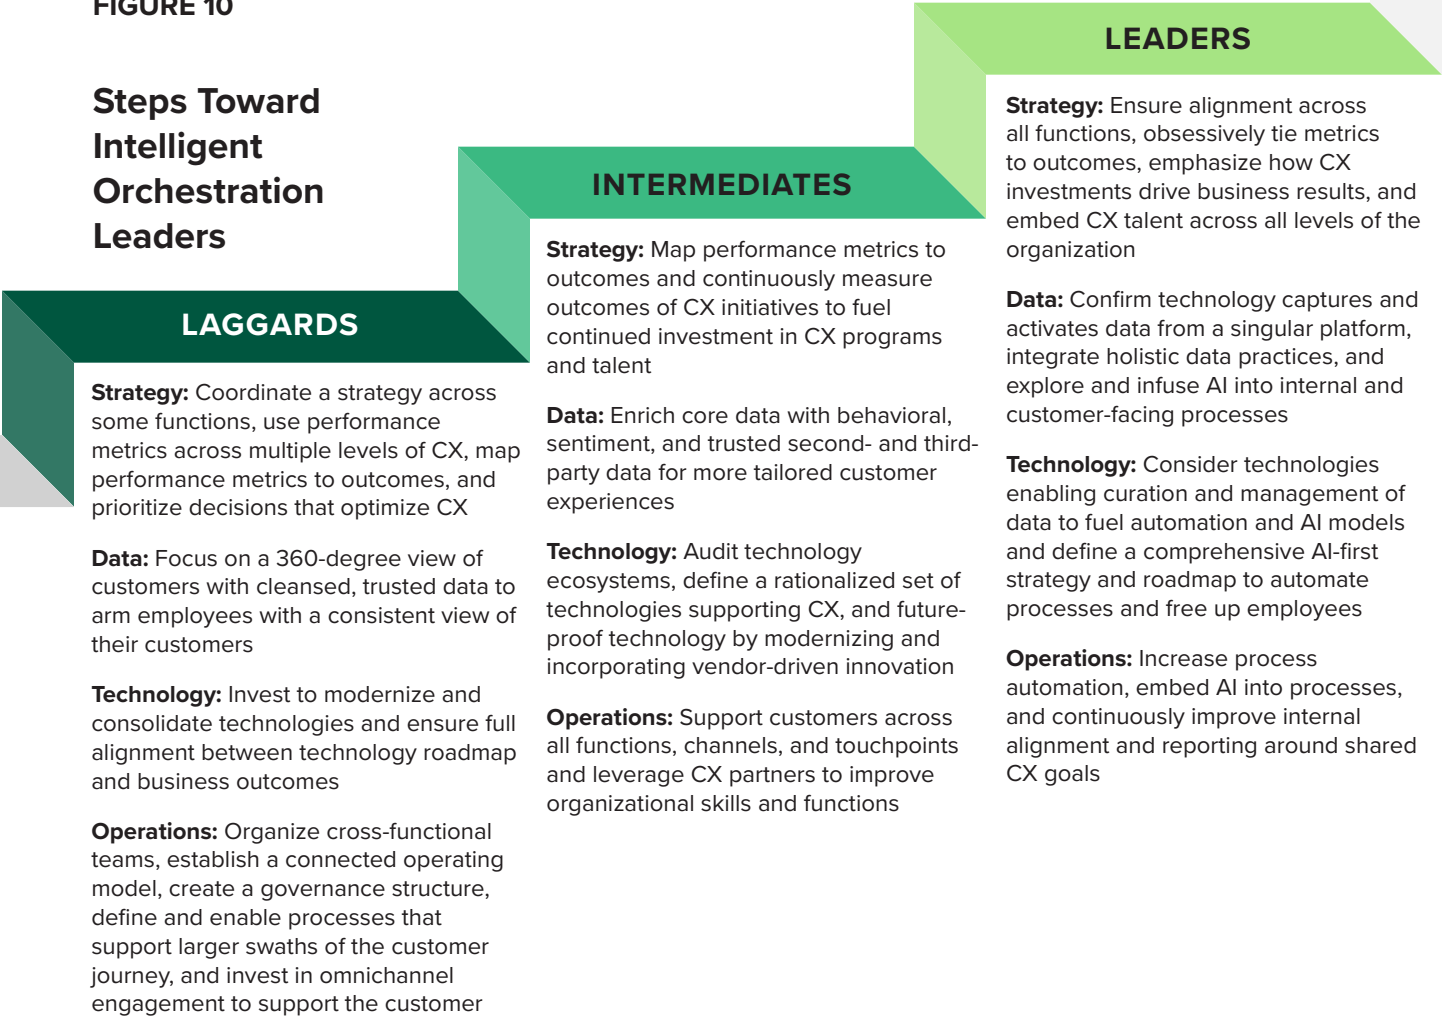 FIGURE 10
Steps Toward
Intelligent
Orchestration
Leaders
LAGGARDS
Strategy: Coordinate a strategy across
some functions, use performance
metrics across multiple levels of CX, map
performance metrics to outcomes, and
prioritize decisions that optimize CX
Data: Focus on a 360-degree view of
customers with cleansed, trusted data to
arm employees with a consistent view of
their customers
Technology: Invest to modernize and
consolidate technologies and ensure full
alignment between technology roadmap
and business outcomes
Operations: Organize cross-functional
teams, establish a connected operating
model, create a governance structure,
define and enable processes that
support larger swaths of the customer
journey, and invest in omnichannel
engagement to support the customer
INTERMEDIATES
Strategy: Map performance metrics to
outcomes and continuously measure
outcomes of CX initiatives to fuel
continued investment in CX programs
and talent
Data: Enrich core data with behavioral,
sentiment, and trusted second- and third-
party data for more tailored customer
experiences
Technology: Audit technology
ecosystems, define a rationalized set of
technologies supporting CX, and future-
proof technology by modernizing and
incorporating vendor-driven innovation
Operations: Support customers across
all functions, channels, and touchpoints
and leverage CX partners to improve
organizational skills and functions
LEADERS
Strategy: Ensure alignment across
all functions, obsessively tie metrics
to outcomes, emphasize how CX
investments drive business results, and
embed CX talent across all levels of the
organization
Data: Confirm technology captures and
activates data from a singular platform,
integrate holistic data practices, and
explore and infuse AI into internal and
customer-facing processes
Technology: Consider technologies
enabling curation and management of
data to fuel automation and AI models
and define a comprehensive AI-first
strategy and roadmap to automate
processes and free up employees
Operations: Increase process
automation, embed AI into processes,
and continuously improve internal
alignment and reporting around shared
CX goals